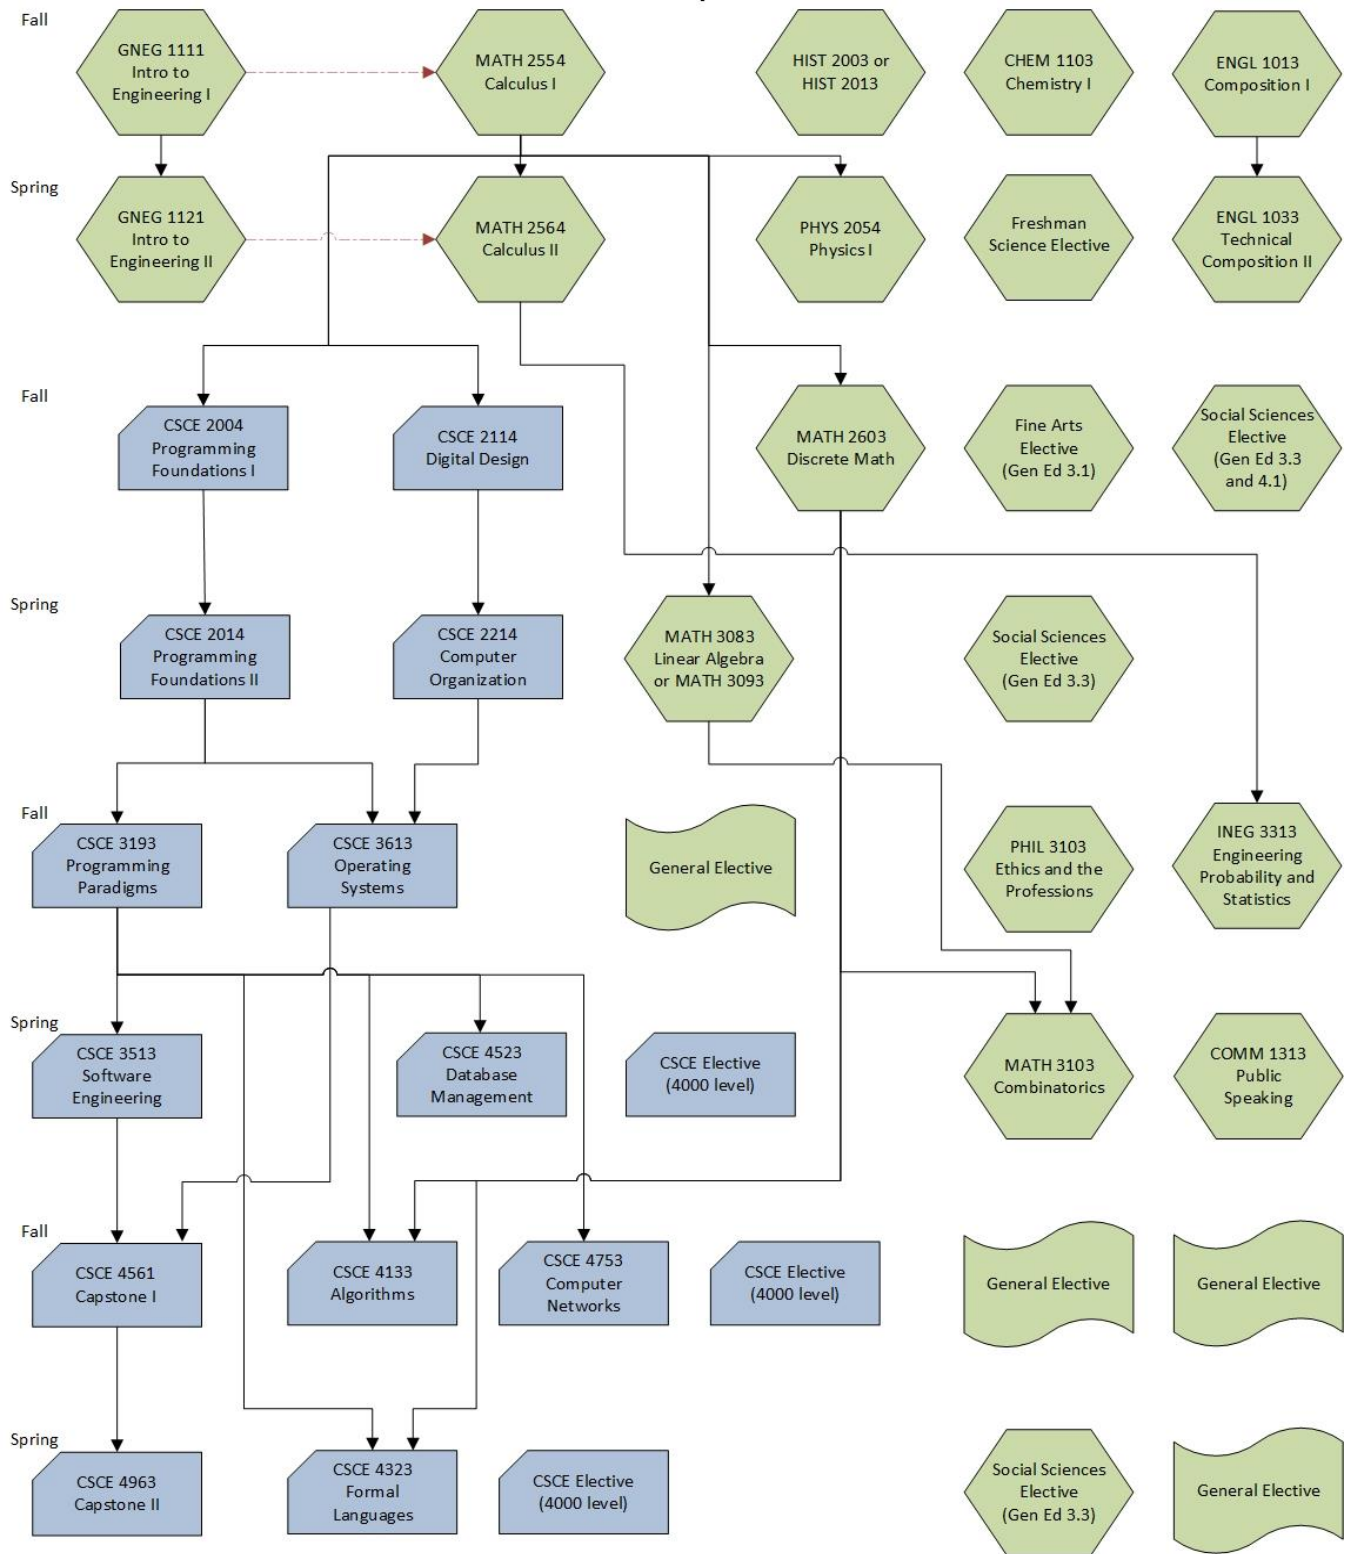 Fall
GNEG 1111
Intro to
Engineering I
MATH 2554
Calculus I
HIST 2003 or
HIST 2013
CHEM 1103
Chemistry I
ENGL 1013
Composition I
Spring
GNEG 1121
Intro to
Engineering II
MATH 2564
Calculus II
PHYS 2054
Physics I
Freshman
Science Elective
ENGL 1033
Technical
Composition II
Fall
CSCE 2004
Programming
Foundations I
CSCE 2114
Digital Design
MATH 2603
Discrete Math
Fine Arts
Elective
(Gen Ed 3.1)
Social Sciences
Elective
(Gen Ed 3.3
and 4.1)
Spring
CSCE 2014
Programming
Foundations II
CSCE 2214
Computer
Organization
MATH 3083
Linear Algebra
or MATH 3093
Social Sciences
Elective
(Gen Ed 3.3)
Fall
CSCE 3193
Programming
Paradigms
CSCE 3613
Operating
Systems
General Elective
PHIL 3103
Ethics and the
Professions
INEG 3313
Engineering
Probability and
Statistics
Spring
CSCE 3513
Software
Engineering
CSCE 4523
Database
Management
CSCE Elective
(4000 level)
MATH 3103
Combinatorics
COMM 1313
Public
Speaking
Fall
CSCE 4561
Capstone I
CSCE 4133
Algorithms
CSCE 4753
Computer
Networks
CSCE Elective
(4000 level)
General Elective
General Elective
Spring
CSCE 4963
Capstone II
CSCE 4323
Formal
Languages
CSCE Elective
(4000 level)
Social Sciences
Elective
(Gen Ed 3.3)
General Elective